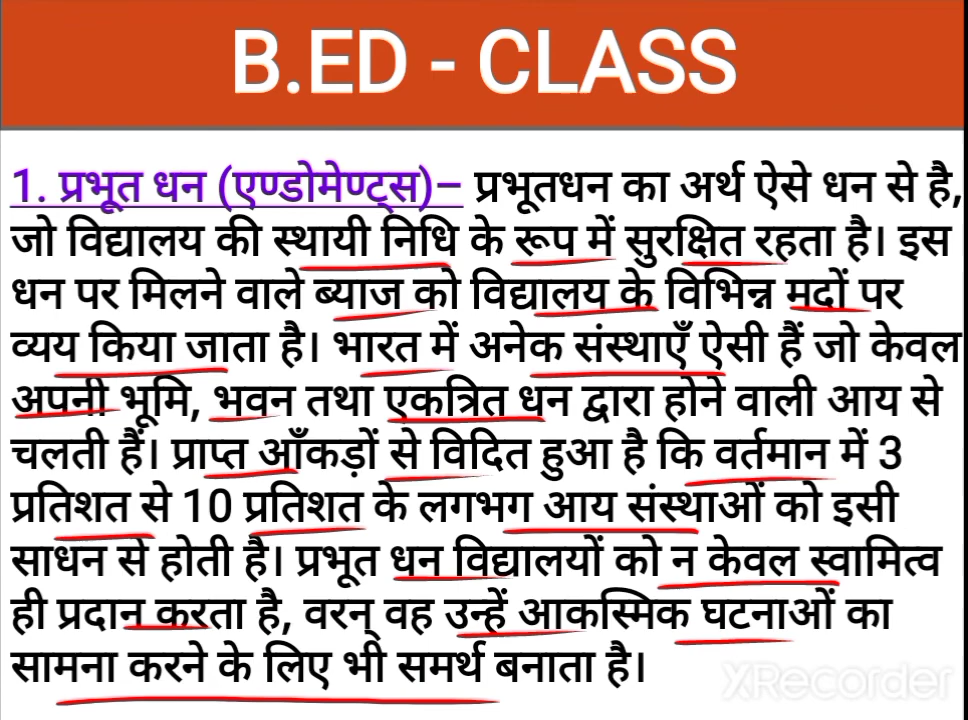 B.ED - CLASS
1. प्रभूत धन (एण्डोमेण्ट्स)– प्रभूतधन का अर्थ ऐसे धन से है,
जो विद्यालय की स्थायी निधि के रूप में सुरक्षित रहता है। इस
धन पर मिलने वाले ब्याज को विद्यालय के विभिन्न मदों पर
व्यय किया जाता है। भारत में अनेक संस्थाएँ ऐसी हैं जो केवल
अपनी भूमि, भवन तथा एकत्रित धन द्वारा होने वाली आय से
चलती हैं। प्राप्त आँकड़ों से विदित हुआ है कि वर्तमान में 3
प्रतिशत से 10 प्रतिशत के लगभग आय संस्थाओं को इसी
साधन से होती है। प्रभूत धन विद्यालयों को न केवल स्वामित्व
ही प्रदान करता है, वरन् वह उन्हें आकस्मिक घटनाओं का
सामना करने के लिए भी समर्थ बनाता है।
XRecorder